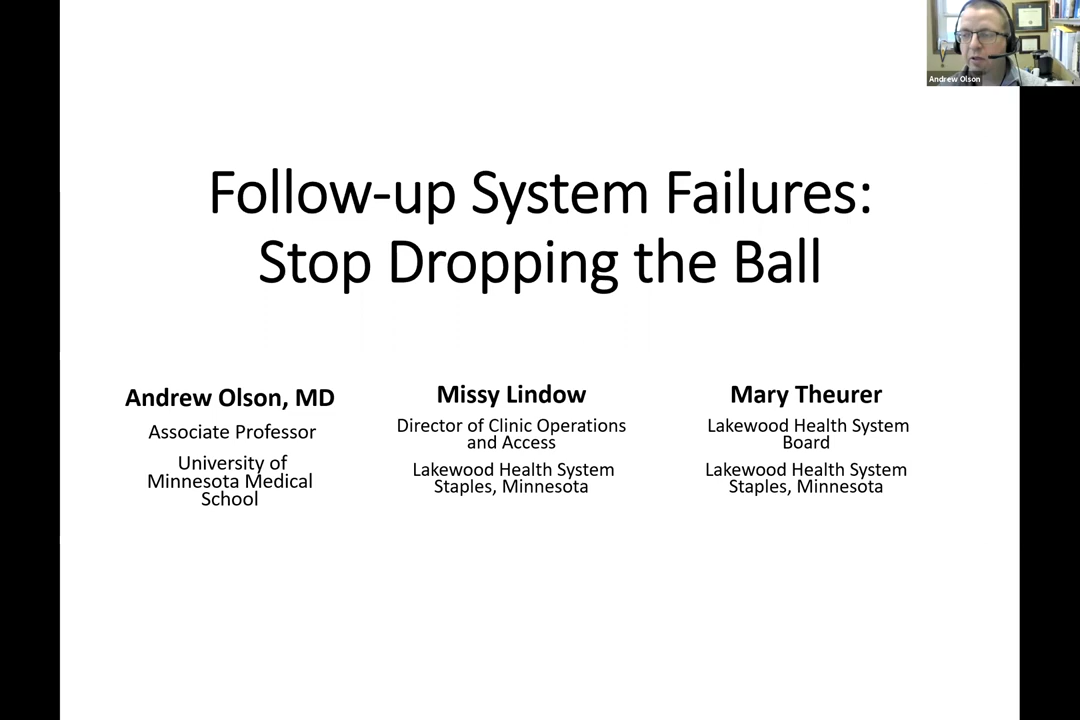 Andrew Olson
Follow-up System Failures:
Stop Dropping the Ball
Andrew Olson, MD
Associate Professor
University of
Minnesota Medical
School
Missy Lindow
Director of Clinic Operations
and Access
Lakewood Health System
Staples, Minnesota
Mary Theurer
Lakewood Health System
Board
Lakewood Health System
Staples, Minnesota